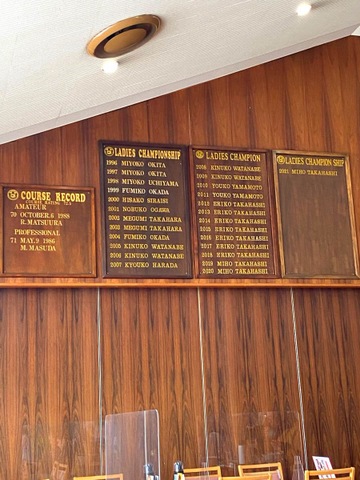 COURSE RECORD
AMATEUR
70 OCTOBER.6 1988
R.MATSUURA
PROFESSIONAL
71 MAY.9 1986
M. MASUDA
LADIES CHAMPIONSHIP
1996 MIYOKO OKITA
1997 MIYOKO OKITA
1998 MIYOKO UCHIYAMA
1999 FUMIKO OKADA
2000 HISAKO SIRAISI
2001 NOBUKO OGASA
2002 MEGUMI TAKAHARA
2003 MEGUMI TAKAHARA
2004 FUMIKO OKADA
2005 KINUKO WATANABE
2006 KINUKO WATANABE
2007 KYOUKO HARADA
LADIES CHAMPION
2008 KINUKO WATANABE
2009 KINUKO WATANABE
2010 YOUKO YAMAMOTO
2011 YOUKO YAMAMOTO
2012 ERIKO TAKAHASHI
2013 ERIKO TAKAHASHI
2014 ERIKO TAKAHASHI
2015 ERIKO TAKAHASHI
2016 ERIKO TAKAHASHI
2017 ERIKO TAKAHASHI
2018 ERIKO TAKAHASHI
2019 MIHO TAKAHASHI
2020 MIHO TAKAHASHI
LADIES CHAMPION SHIP
2021 MIHO TAKAHASHI